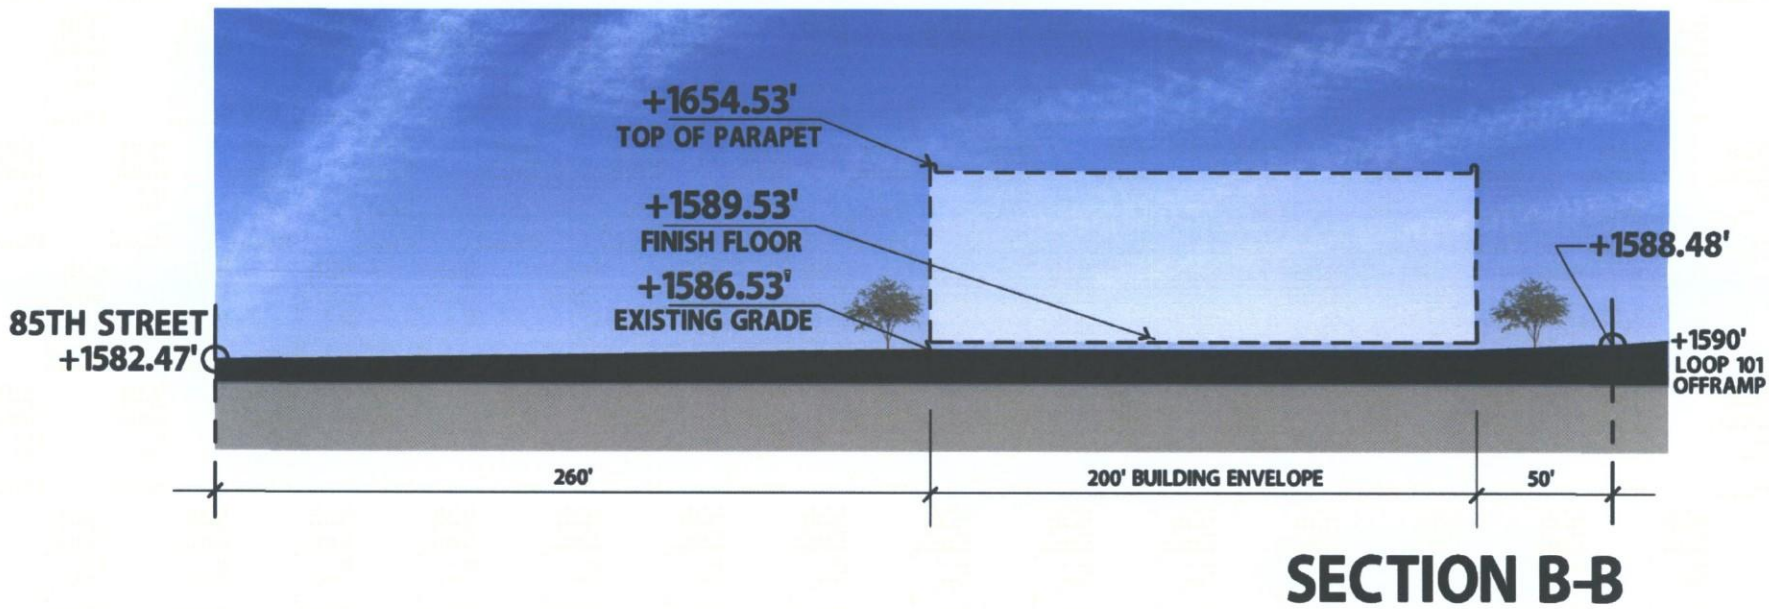 +1654.53'
TOP OF PARAPET
+1589.53'
FINISH FLOOR
+1586.53'
EXISTING GRADE
+1588.48'
85TH STREET
+1582.47'
+1590'
LOOP 101
OFFRAMP
260'
200' BUILDING ENVELOPE
50'
SECTION B-B